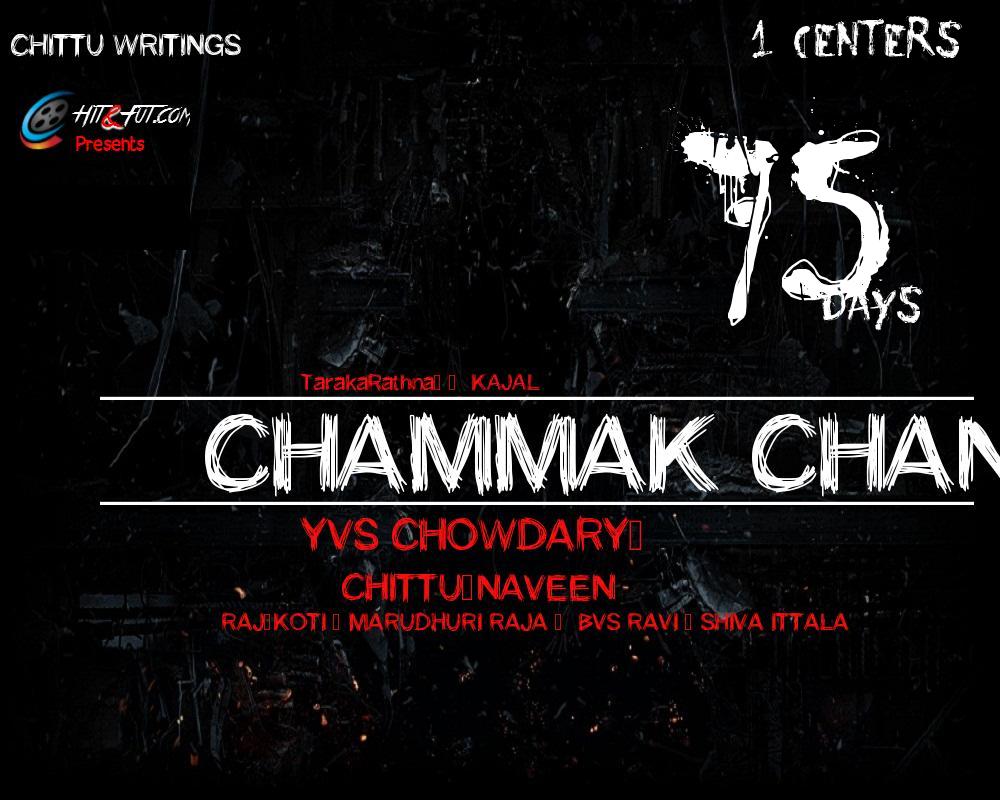 CHITTU WRITINGS
1 CENTERS
HIT&FUT.COM
Presents
75
DAYS
TarakaRathna KAJAL
CHAMMAK CHAN
YVS CHOWDARY
CHITTU NAVEEN
RAJ KOTI MARUDHURI RAJA BVS RAVI SHIVA ITTALA